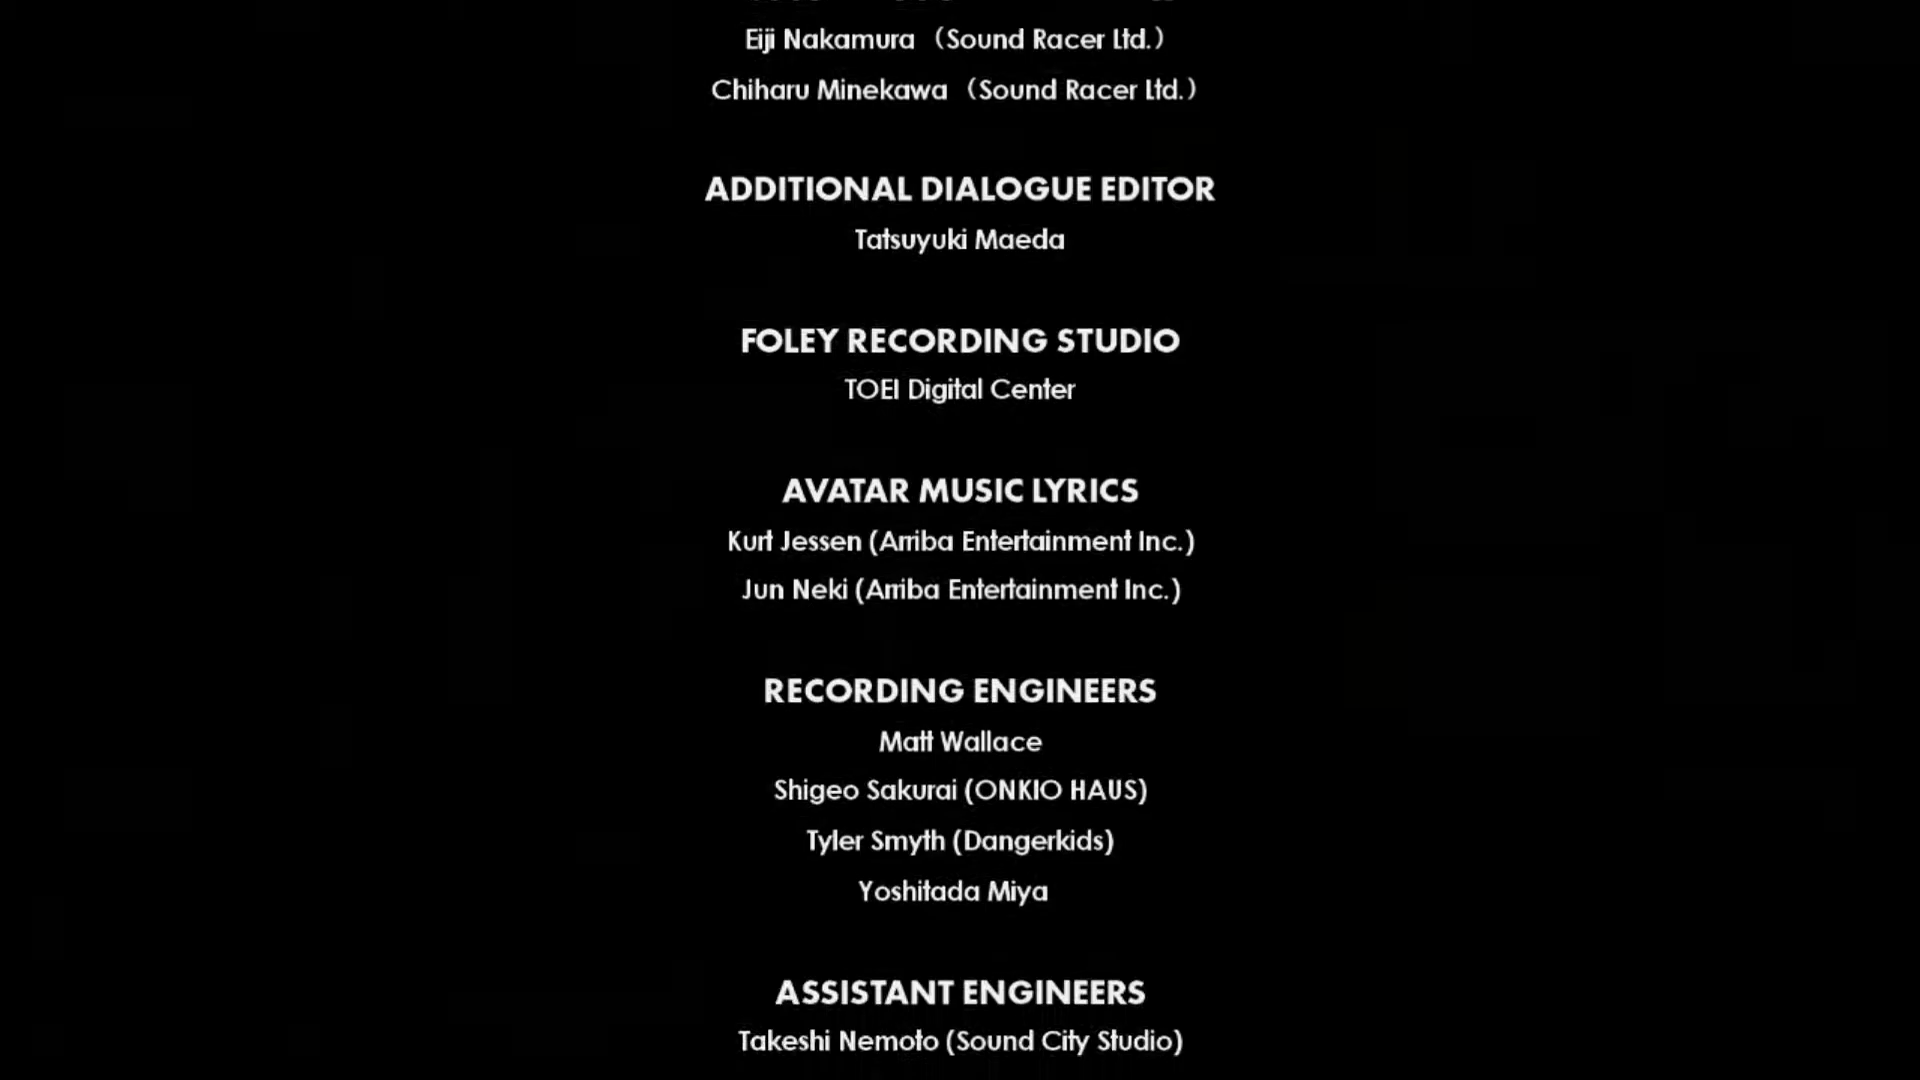 Eiji Nakamura （Sound Racer Ltd.）
Chiharu Minekawa （Sound Racer Ltd.）
ADDITIONAL DIALOGUE EDITOR
Tatsuyuki Maeda
FOLEY RECORDING STUDIO
TOEI Digital Center
AVATAR MUSIC LYRICS
Kurt Jessen (Arriba Entertainment Inc.)
Jun Neki (Arriba Entertainment Inc.)
RECORDING ENGINEERS
Matt Wallace
Shigeo Sakurai (ONKIO HAUS)
Tyler Smyth (Dangerkids)
Yoshitada Miya
ASSISTANT ENGINEERS
Takeshi Nemoto (Sound City Studio)